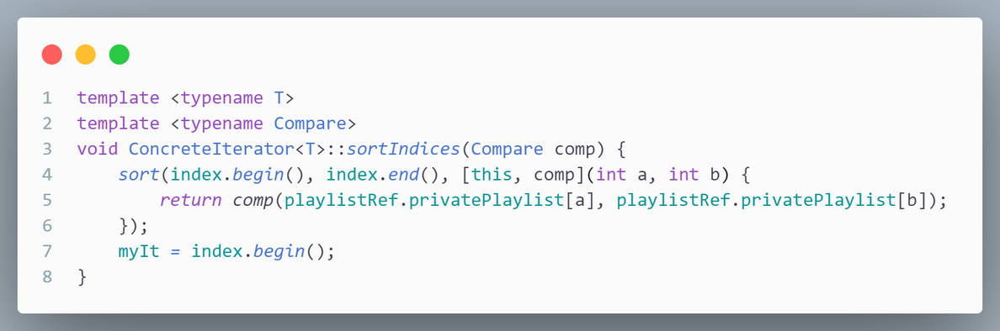 1 template <typename T>
2 template <typename Compare>
3 void ConcreteIterator<T>::sortIndices(Compare comp) {
4     sort(index.begin(), index.end(), [this, comp](int a, int b) {
5         return comp(playlistRef.privatePlaylist[a], playlistRef.privatePlaylist[b]);
6     });
7     myIt = index.begin();
8 }